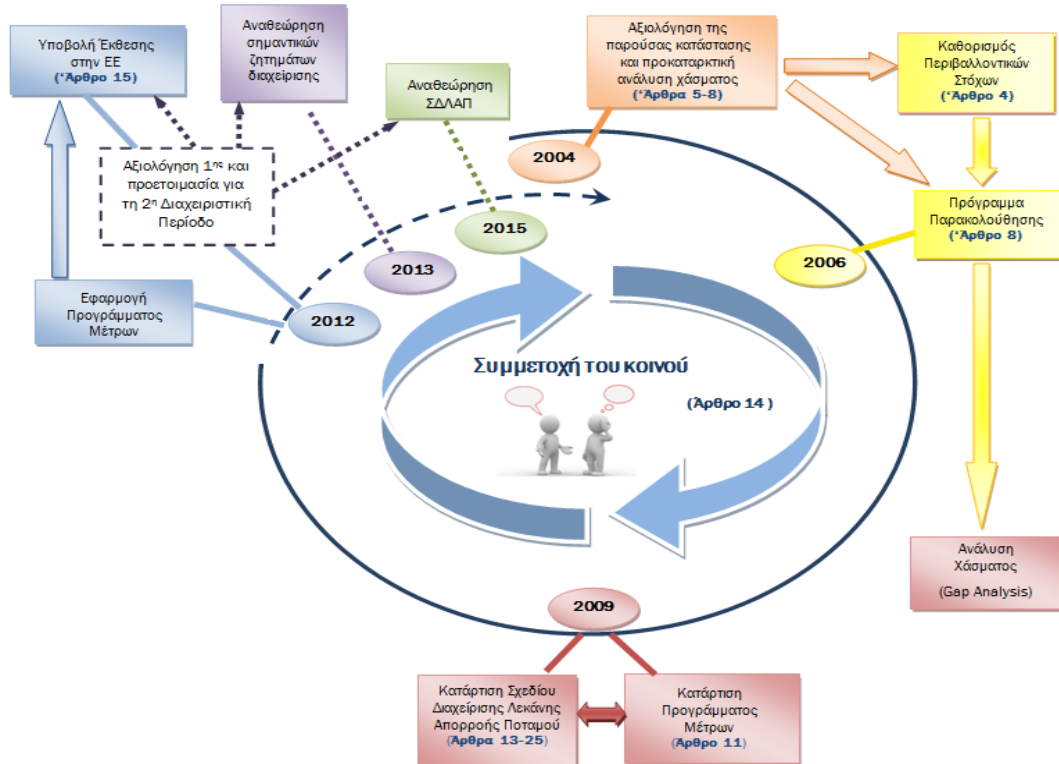 Υποβολή Έκθεσης
στην ΕΕ
(‘Άρθρο 15)
Αναθεώρηση
σημαντικών
ζητημάτων
διαχείρισης
Αναθεώρηση
ΣΔΛΑΠ
Αξιολόγηση της
παρούσας κατάστασης
και προκαταρκτική
ανάλυση χάσματος
(‘Άρθρα 5-8)
Καθορισμός
Περιβαλλοντικών
Στόχων
(‘Άρθρο 4)
Αξιολόγηση 1ης και
προετοιμασία για
τη 2η Διαχειριστική
Περίοδο
2004
Πρόγραμμα
Παρακολούθησης
(‘Άρθρο 8)
2015
2006
2013
Εφαρμογή
Προγράμματος
Μέτρων
2012
Συμμετοχή του κοινού
(Άρθρο 14 )
Ανάλυση
Χάσματος
(Gap Analysis)
2009
Κατάρτιση Σχεδίου
Διαχείρισης Λεκάνης
Απορροής Ποταμού
(Άρθρα 13-25)
Κατάρτιση
Προγράμματος
Μέτρων
(Άρθρο 11)